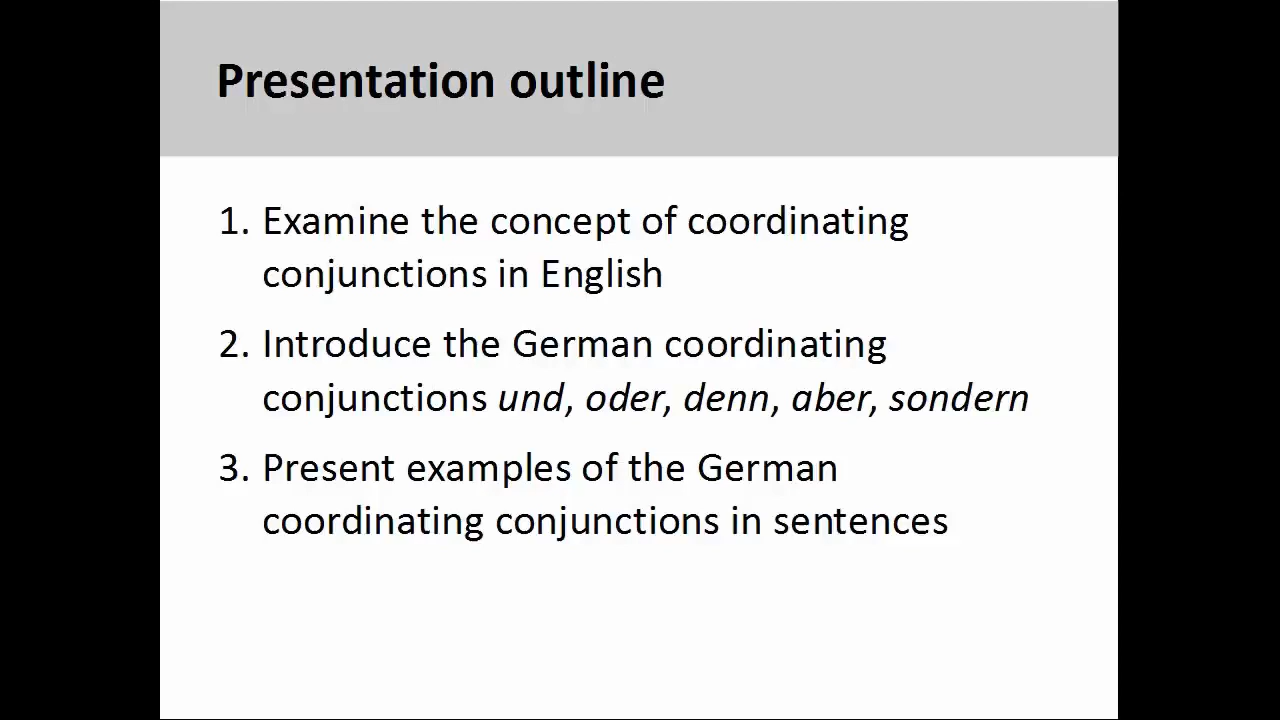 Presentation outline
1. Examine the concept of coordinating
conjunctions in English
2. Introduce the German coordinating
conjunctions und, oder, denn, aber, sondern
3. Present examples of the German
coordinating conjunctions in sentences